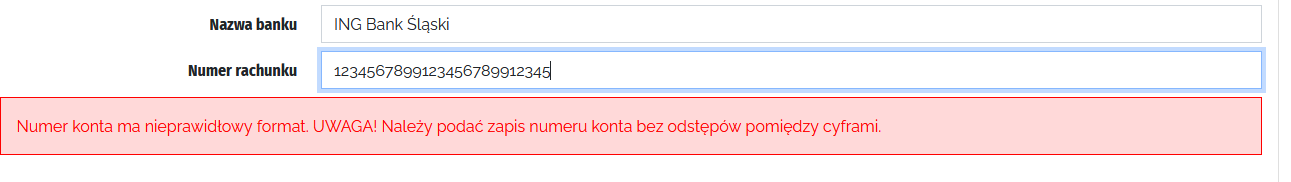 Nazwa banku ING Bank Śląski
Numer rachunku 1234567899123456789912345
Numer konta ma nieprawidłowy format. UWAGA! Należy podać zapis numeru konta bez odstępów pomiędzy cyframi.